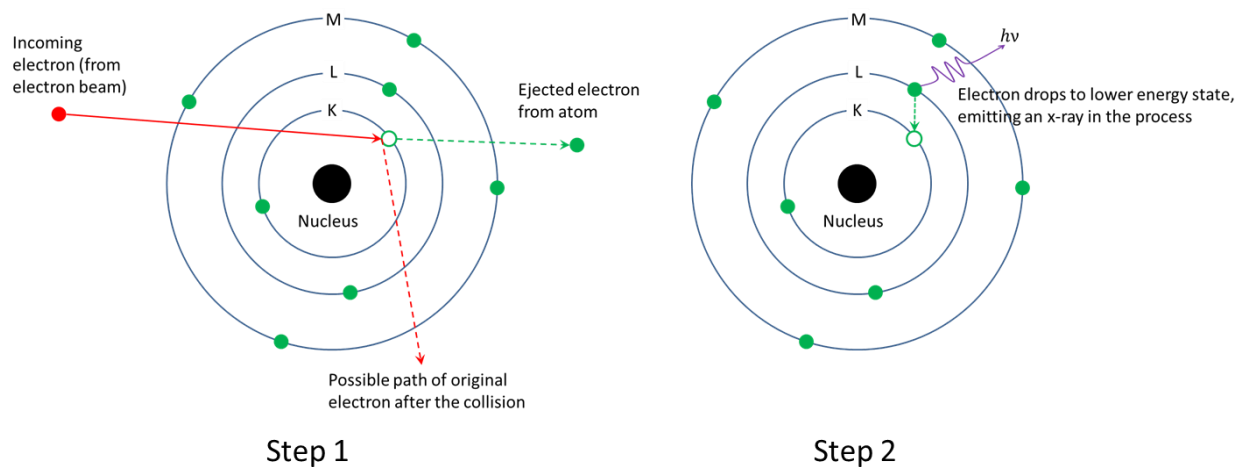 M
Incoming
electron (from
electron beam)
L
K
Ejected electron
from atom
Nucleus
Possible path of original
electron after the collision
Step 1
M
hν
L
K
Electron drops to lower energy state,
emitting an x-ray in the process
Nucleus
Step 2